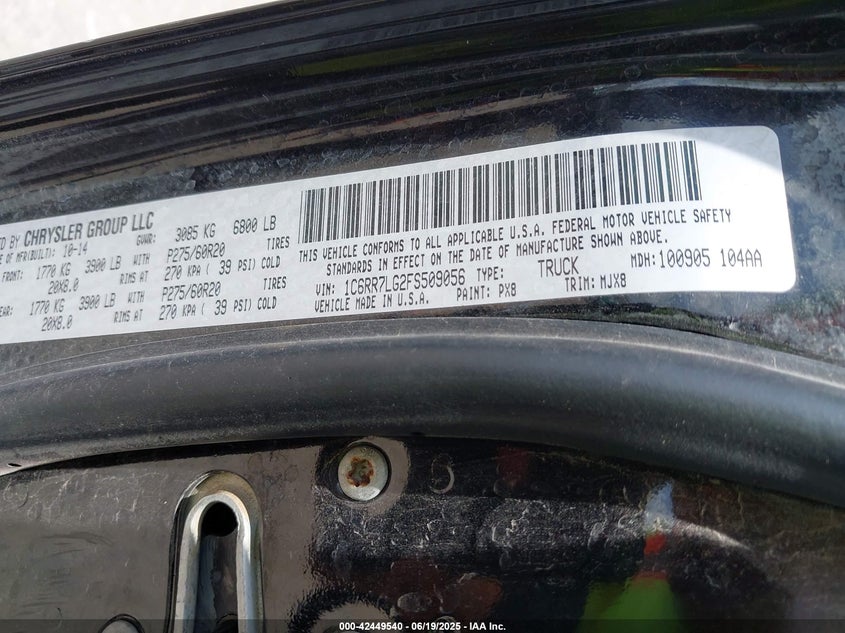 ED BY CHRYSLER GROUP LLC
OF MFR(BUILT): 10-14 GVWR: 3085 KG 6800 LB
FRONT: 1770 KG 3900 LB WITH P275/60R20 TIRES
20X8.0 RIMS AT 270 KPA ( 39 PSI) COLD
EAR: 1770 KG 3900 LB WITH P275/60R20 TIRES
20X8.0 RIMS AT 270 KPA ( 39 PSI) COLD
THIS VEHICLE CONFORMS TO ALL APPLICABLE U.S.A. FEDERAL MOTOR VEHICLE SAFETY
STANDARDS IN EFFECT ON THE DATE OF MANUFACTURE SHOWN ABOVE.
VIN: 1C6RR7LG2FS509056 TYPE: TRUCK MDH: 100905 104AA
VEHICLE MADE IN U.S.A. PAINT: PX8 TRIM: MJX8
000-42449540 - 06/19/2025 - IAA Inc.